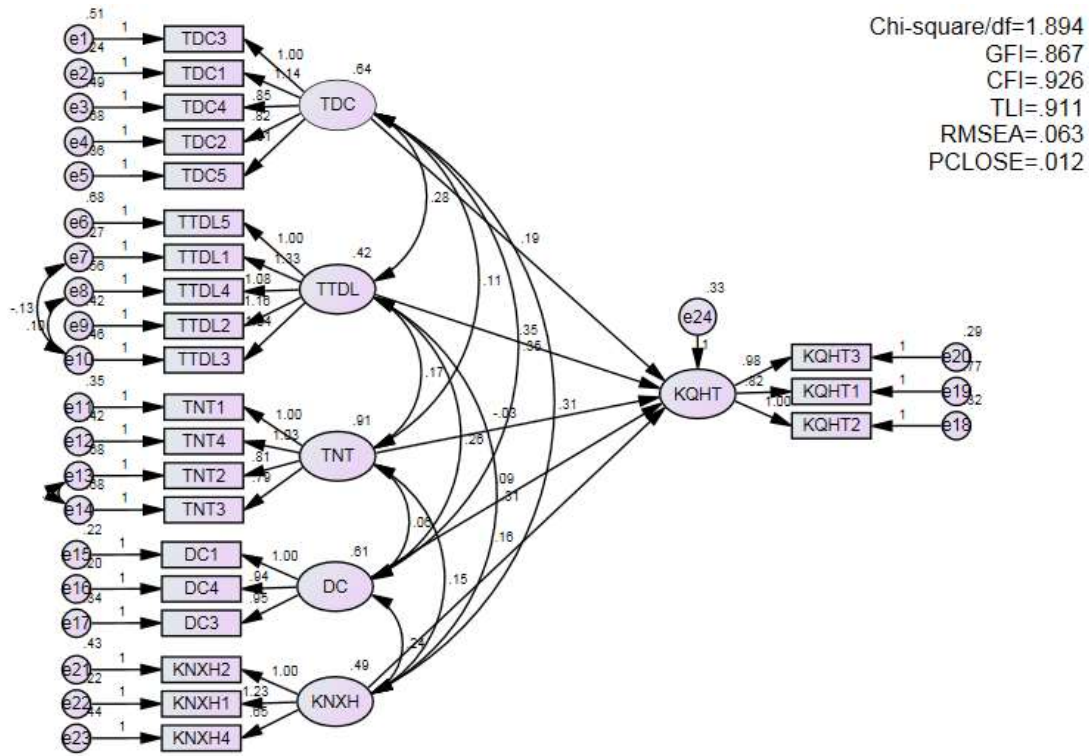 Chi-square/df=1.894
GFI=.867
CFI=.926
TLI=.911
RMSEA=.063
PCLOSE=.012
.51
e1 1 TDC3 1.00
.24
e2 1 TDC1 1.14
.49
e3 1 TDC4 .85
.68
e4 1 TDC2 .82
e5 1 TDC5
.64
TDC
.68
e6 1 TTDL5 1.00
.27
e7 1 TTDL1 1.33
e8 1 TTDL4 1.08
.42
e9 1 TTDL2 1.16
.46
e10 1 TTDL3
-.13
.10
.42
TTDL
.35
e11 1 TNT1 1.00
.42
e12 1 TNT4 1.03
.68
e13 1 TNT2 .81
.68
e14 1 TNT3 .79
.91
TNT
.22
e15 1 DC1 1.00
.20
e16 1 DC4 .94
e17 1 DC3 .95
.61
DC
.43
e21 1 KNXH2 1.00
.22
e22 1 KNXH1 1.23
.44
e23 1 KNXH4 .65
.49
KNXH
.28
.11
.19
.35
.31
.17
-.03
.26
.09
.31
.06
.16
.15
.24
.33
e24
1
KQHT
.98 KQHT3 1 e20 .29
.82 KQHT1 1 e19 .77
1.00 KQHT2 1 e18